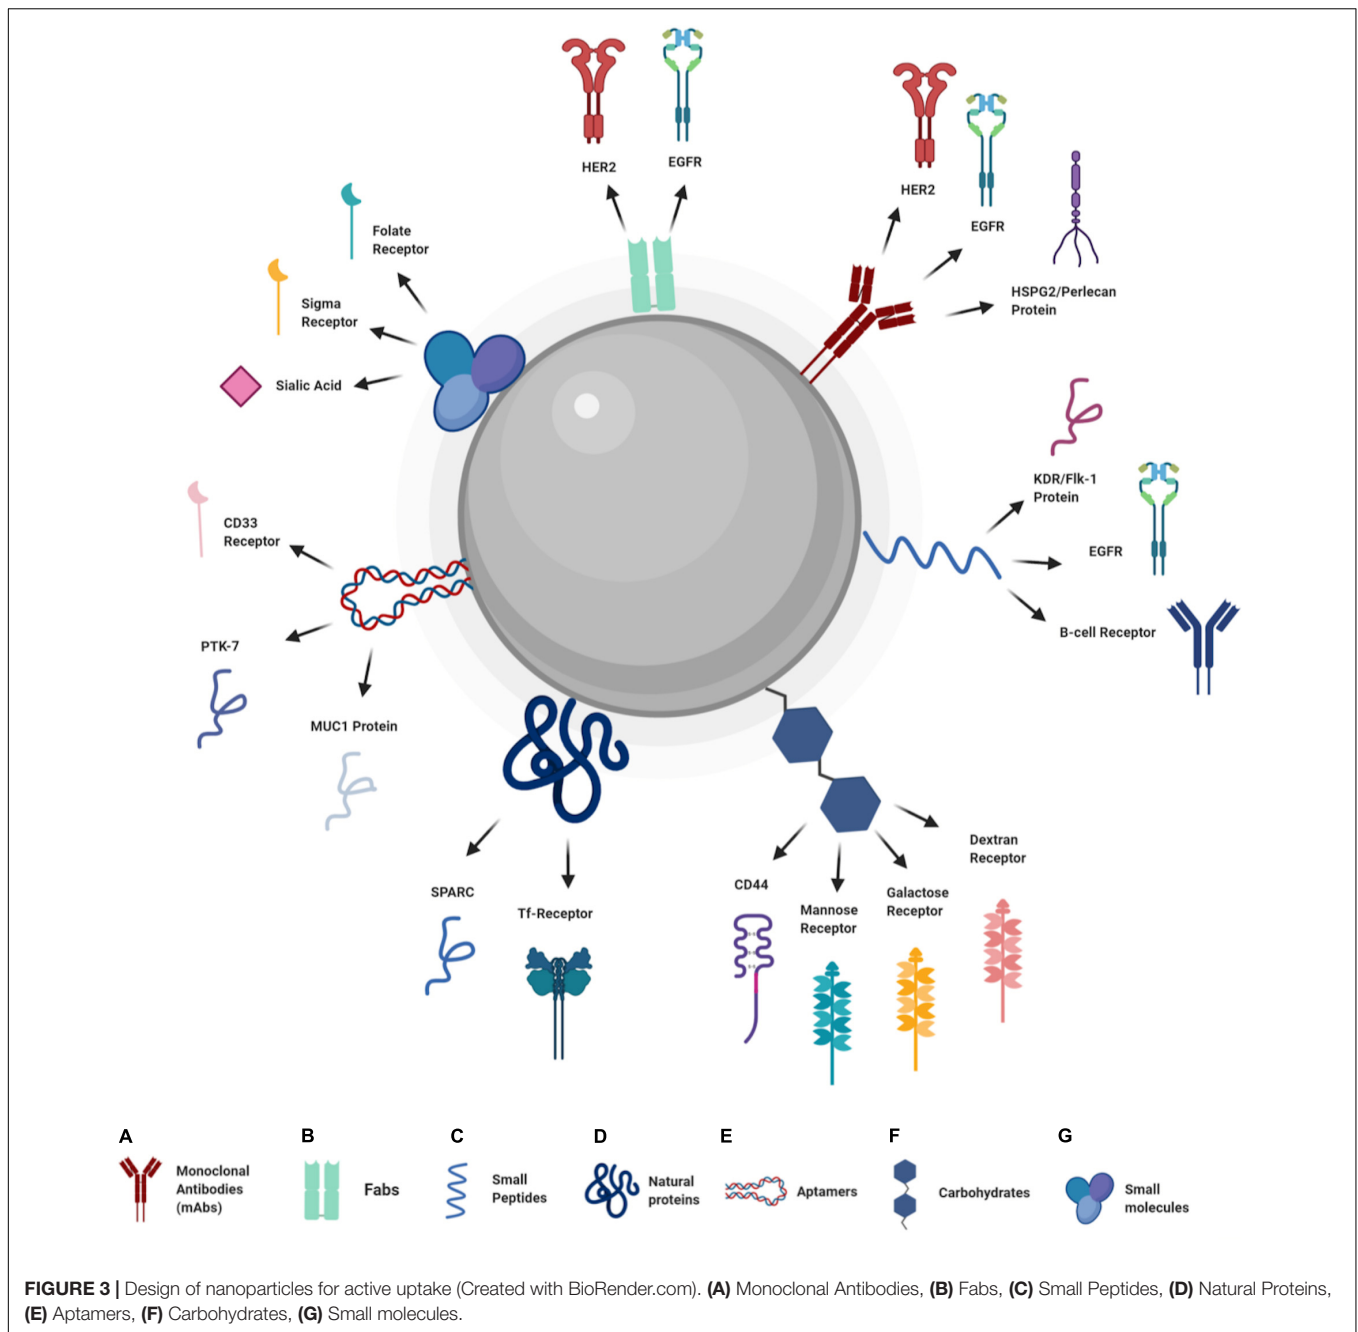 HER2
EGFR
HER2
EGFR
HSPG2/Perlecan
Protein
Folate
Receptor
Sigma
Receptor
Sialic Acid
KDR/Flk-1
Protein
EGFR
B-cell Receptor
CD33
Receptor
PTK-7
MUC1 Protein
SPARC
Tf-Receptor
CD44
Mannose
Receptor
Galactose
Receptor
Dextran
Receptor
A
Monoclonal
Antibodies
(mAbs)
B
Fabs
C
Small
Peptides
D
Natural
proteins
E
Aptamers
F
Carbohydrates
G
Small
molecules
FIGURE 3 | Design of nanoparticles for active uptake (Created with BioRender.com). (A) Monoclonal Antibodies, (B) Fabs, (C) Small Peptides, (D) Natural Proteins,
(E) Aptamers, (F) Carbohydrates, (G) Small molecules.